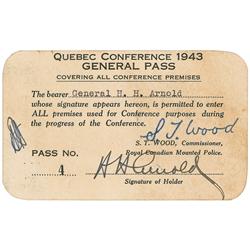 QUEBEC CONFERENCE 1943
GENERAL PASS
COVERING ALL CONFERENCE PREMISES
The bearer General H. H. Arnold
whose signature appears hereon, is permitted to enter
ALL premises used for Conference purposes during
the progress of the Conference.
S. T. Wood
S. T. WOOD, Commissioner,
Royal Canadian Mounted Police.
PASS No.
4
H H Arnold
Signature of Holder